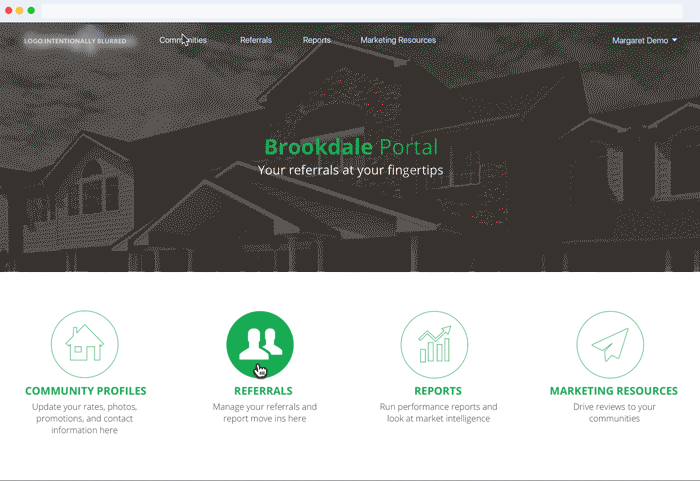 LOGO INTENTIONALLY BLURRED
Communities
Referrals
Reports
Marketing Resources
Margaret Demo
Brookdale Portal
Your referrals at your fingertips
COMMUNITY PROFILES
Update your rates, photos,
promotions, and contact
information here
REFERRALS
Manage your referrals and
report move ins here
REPORTS
Run performance reports and
look at market intelligence
MARKETING RESOURCES
Drive reviews to your
communities